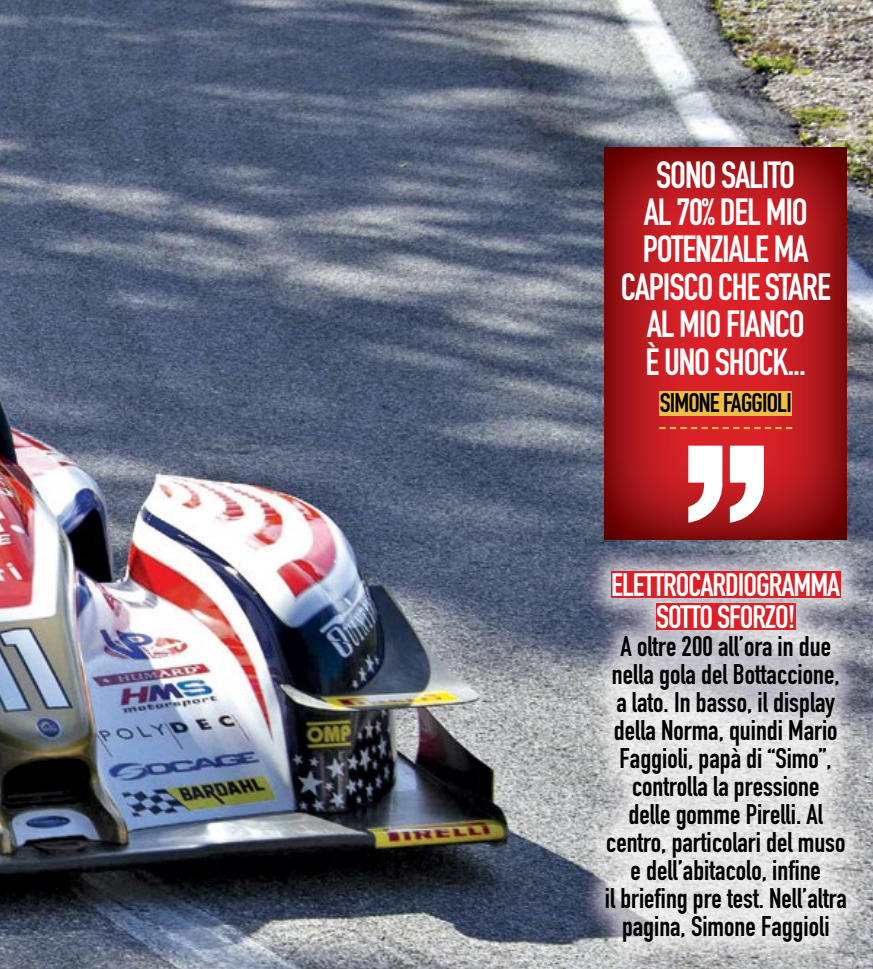 SONO SALITO
AL 70% DEL MIO
POTENZIALE MA
CAPISCO CHE STARE
AL MIO FIANCO
È UNO SHOCK...
SIMONE FAGGIOLI
”
ELETTROCARDIOGRAMMA
SOTTO SFORZO!
A oltre 200 all’ora in due
nella gola del Bottaccione,
a lato. In basso, il display
della Norma, quindi Mario
Faggioli, papà di “Simo”,
controlla la pressione
delle gomme Pirelli. Al
centro, particolari del muso
e dell’abitacolo, infine
il briefing pre test. Nell’altra
pagina, Simone Faggioli
11
VP
HUMARD
HMS
motorsport
POLYDEC
SOCAGE
BARDAHL
OMP
PIRELLI